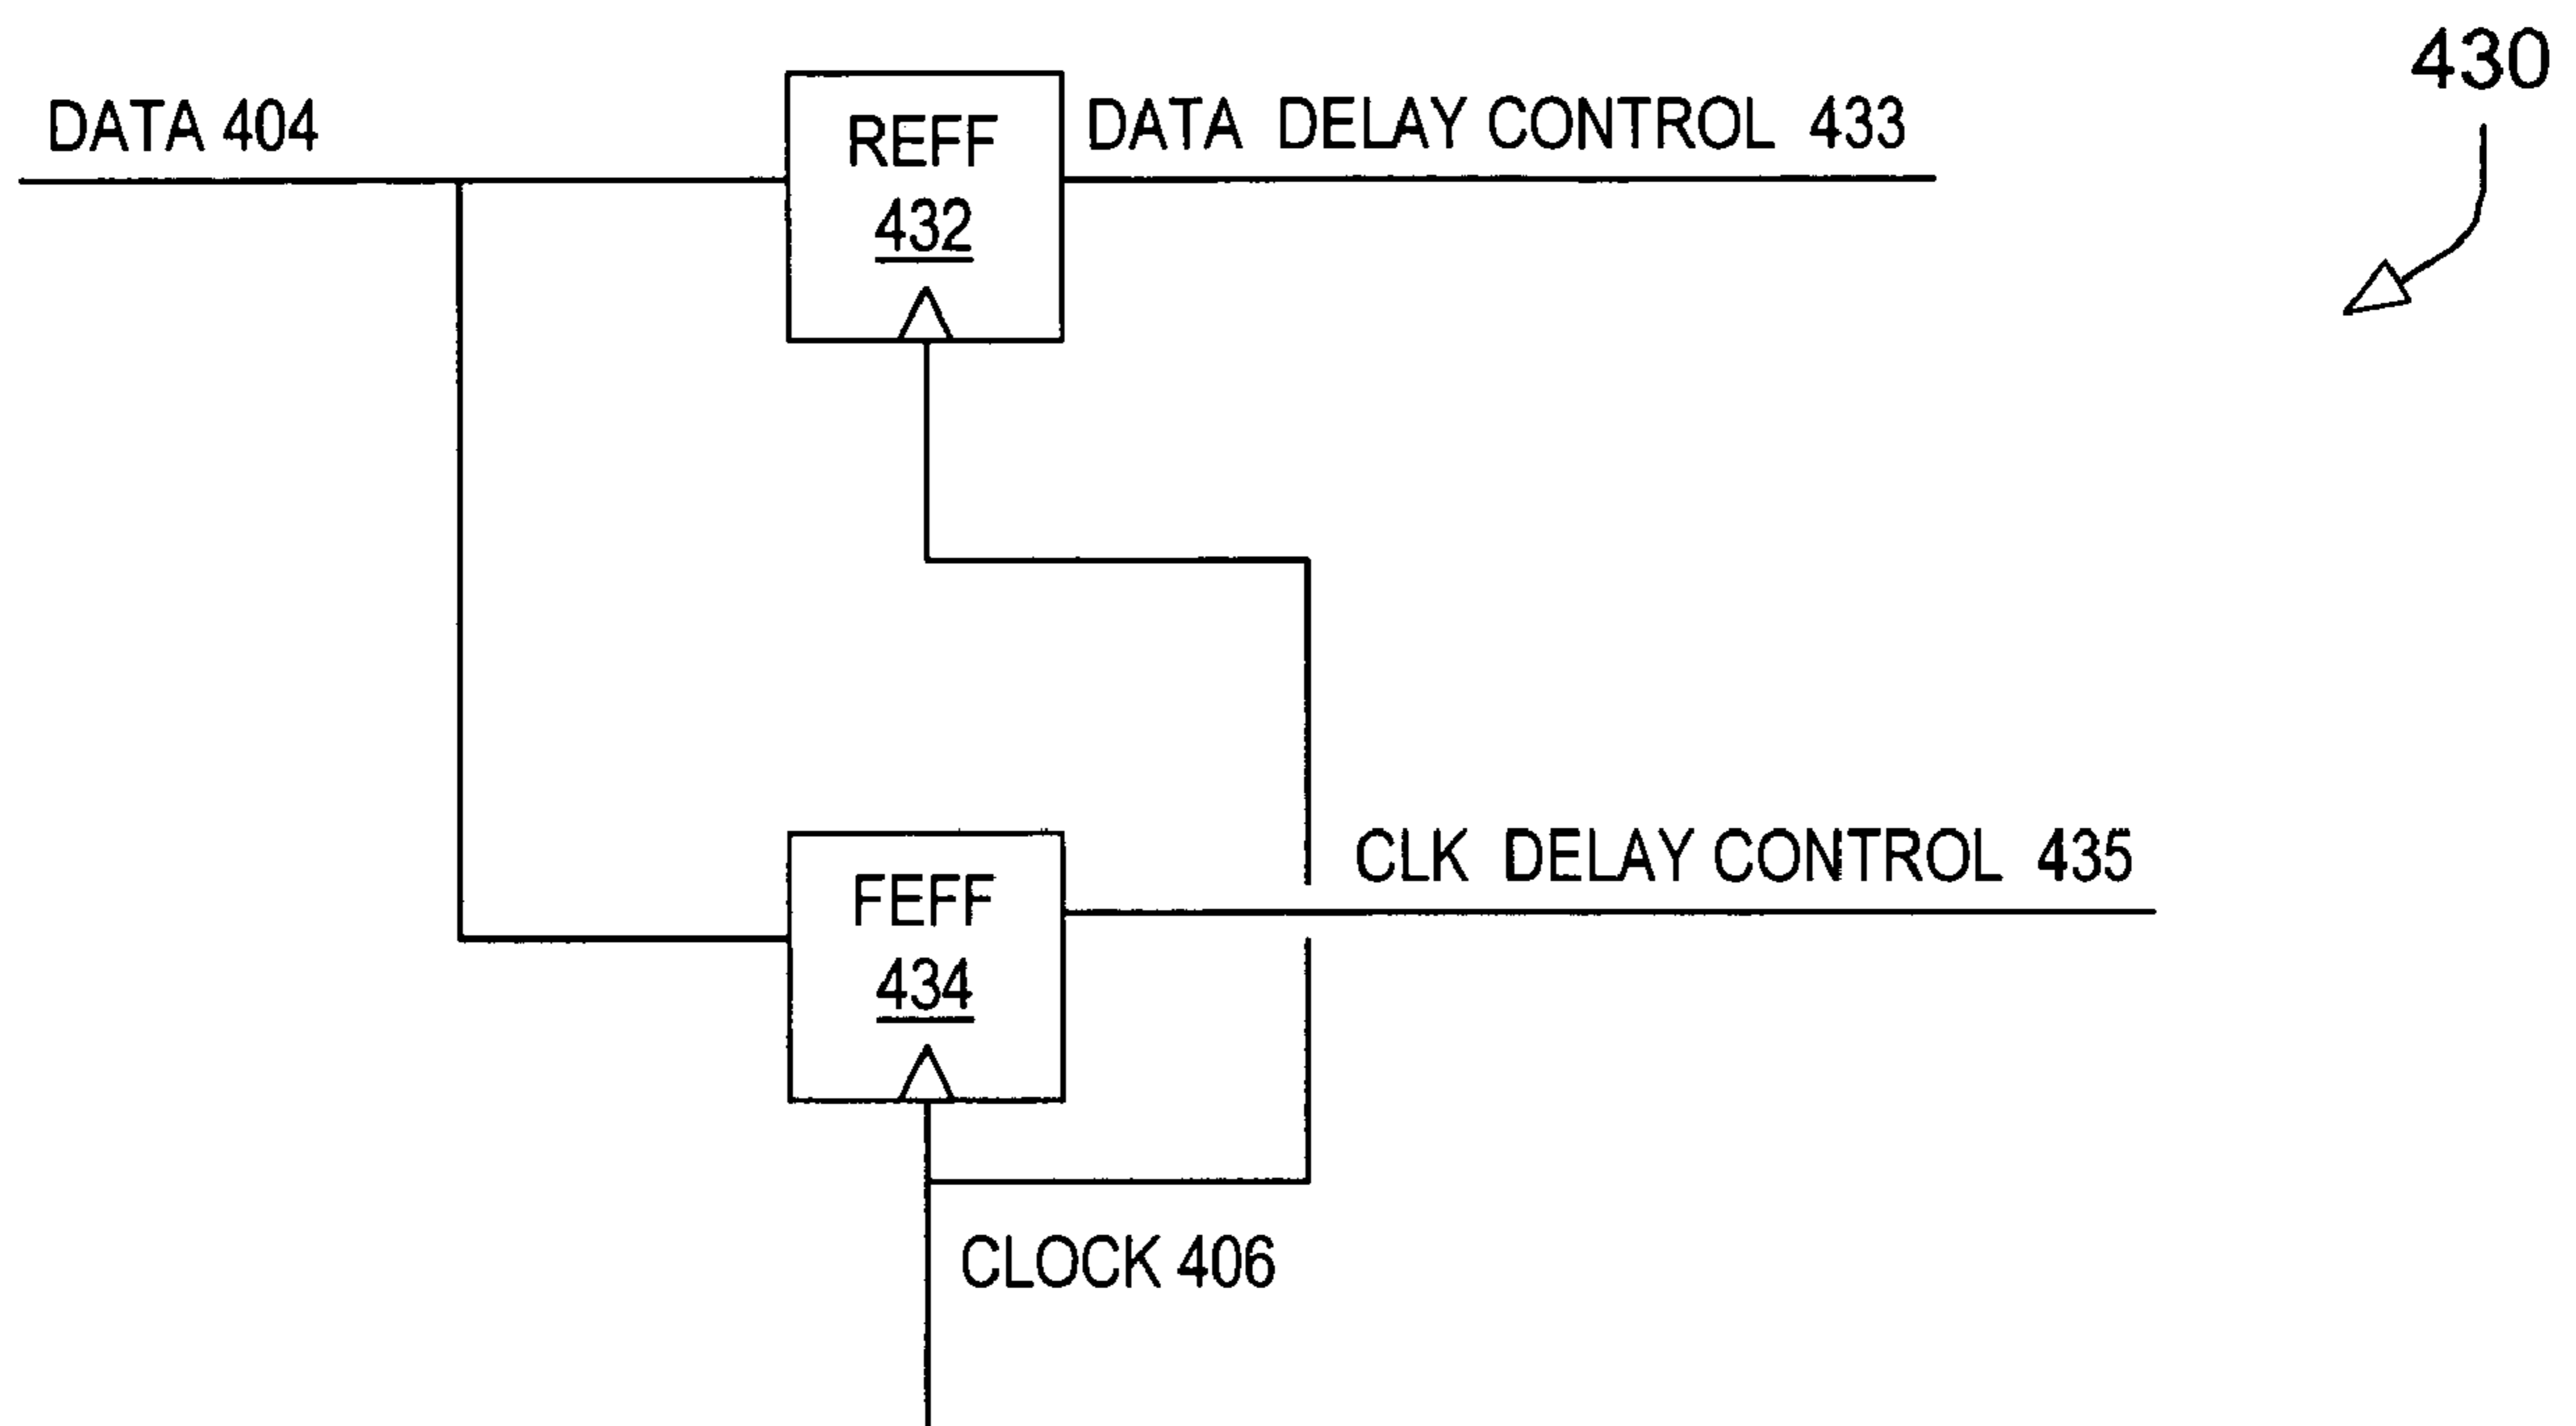 430
DATA 404
REFF
432
DATA DELAY CONTROL 433
FEFF
434
CLK DELAY CONTROL 435
CLOCK 406